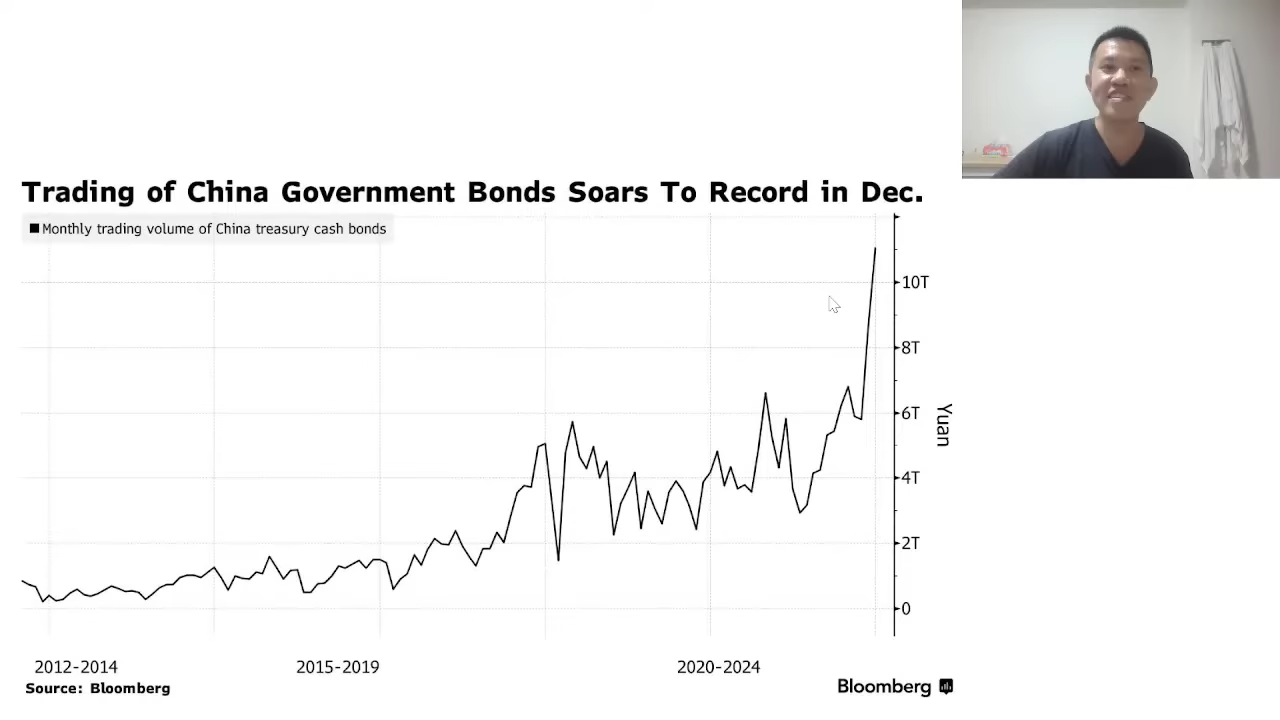 Trading of China Government Bonds Soars To Record in Dec.
Monthly trading volume of China treasury cash bonds
10T
8T
6T
4T
2T
0
Yuan
2012-2014 2015-2019 2020-2024
Source: Bloomberg
Bloomberg